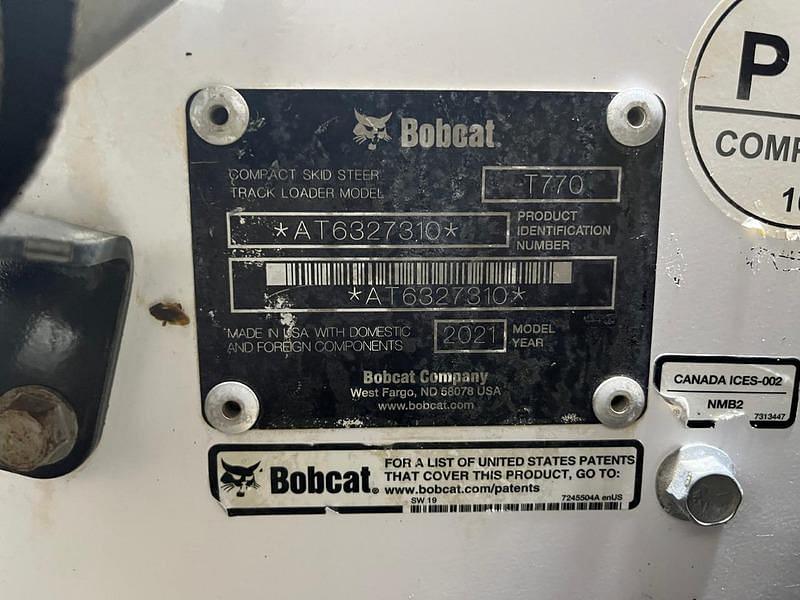 Bobcat
COMPACT SKID STEER
TRACK LOADER MODEL
T770
*AT6327310*
PRODUCT
IDENTIFICATION
NUMBER
*AT6327310*
MADE IN USA WITH DOMESTIC
AND FOREIGN COMPONENTS
2021
MODEL
YEAR
Bobcat Company
West Fargo, ND 58078 USA
www.bobcat.com
Bobcat®
FOR A LIST OF UNITED STATES PATENTS
THAT COVER THIS PRODUCT, GO TO:
www.bobcat.com/patents
SW 19
7245504A enUS
CANADA ICES-002
NMB2
7313447